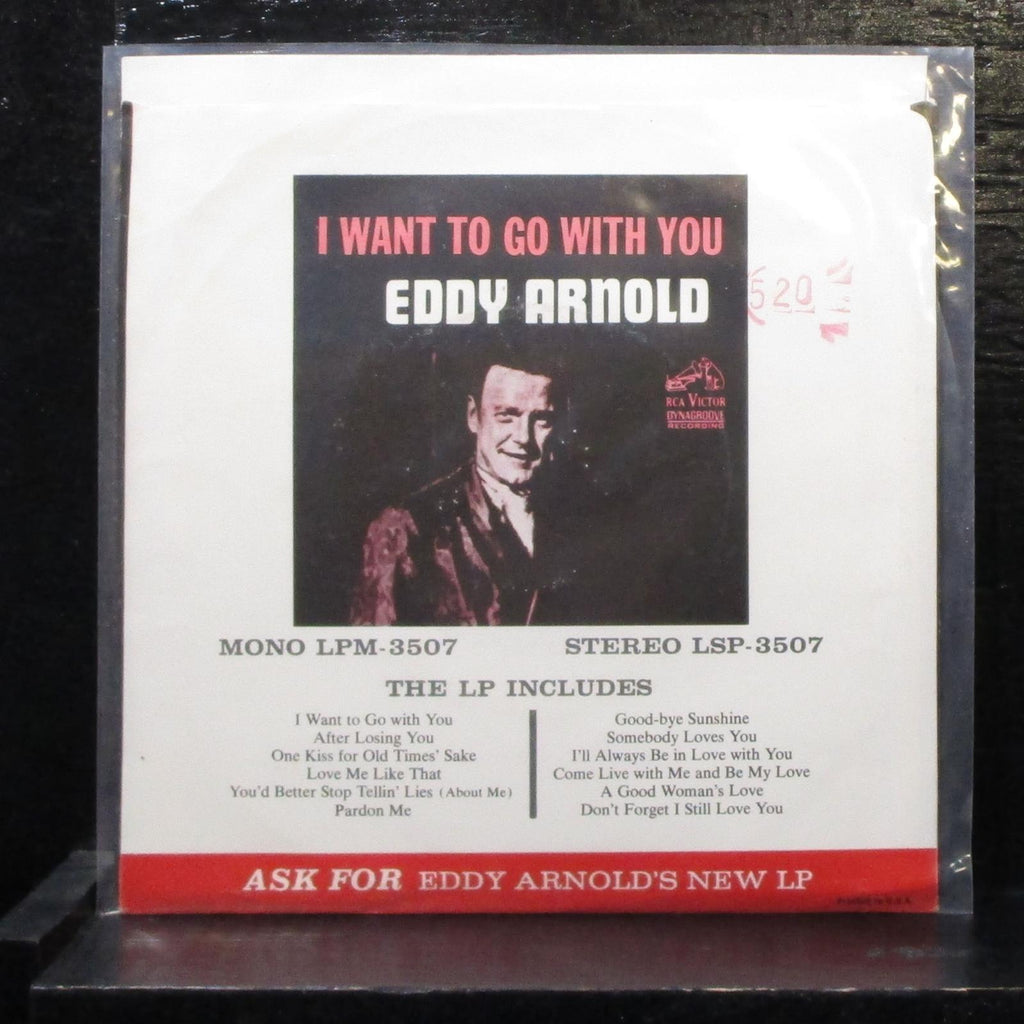 I WANT TO GO WITH YOU
EDDY ARNOLD
520
RCA VICTOR
DYNAGROOVE
RECORDING
MONO LPM-3507
STEREO LSP-3507
THE LP INCLUDES
I Want to Go with You
After Losing You
One Kiss for Old Times' Sake
Love Me Like That
You'd Better Stop Tellin' Lies (About Me)
Pardon Me
Good-bye Sunshine
Somebody Loves You
I'll Always Be in Love with You
Come Live with Me and Be My Love
A Good Woman's Love
Don't Forget I Still Love You
ASK FOR EDDY ARNOLD'S NEW LP
Printed in U.S.A.